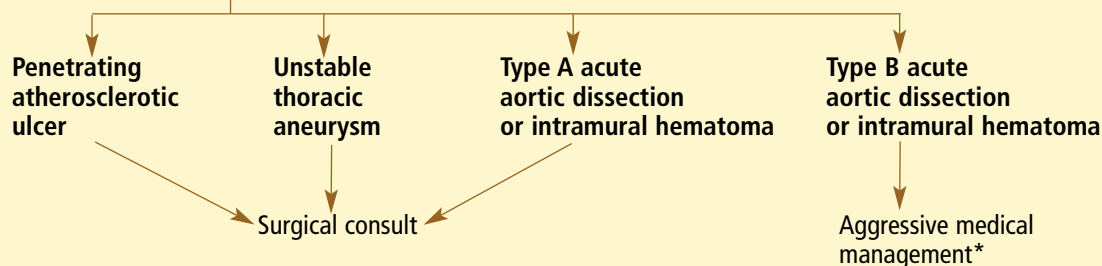 Penetrating
atherosclerotic
ulcer
Unstable
thoracic
aneurysm
Type A acute
aortic dissection
or intramural hematoma
Type B acute
aortic dissection
or intramural hematoma
Surgical consult
Aggressive medical
management*